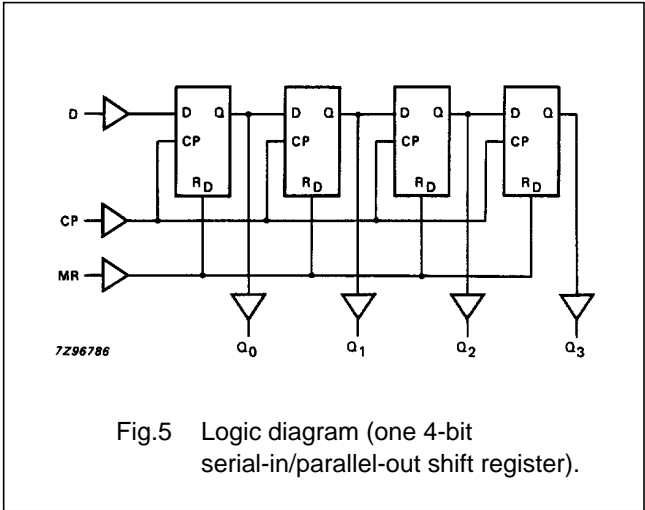 D
D Q D Q D Q D Q
CP CP CP CP
RD RD RD RD
CP
MR
7Z96786
Q0 Q1 Q2 Q3
Fig.5 Logic diagram (one 4-bit
serial-in/parallel-out shift register).